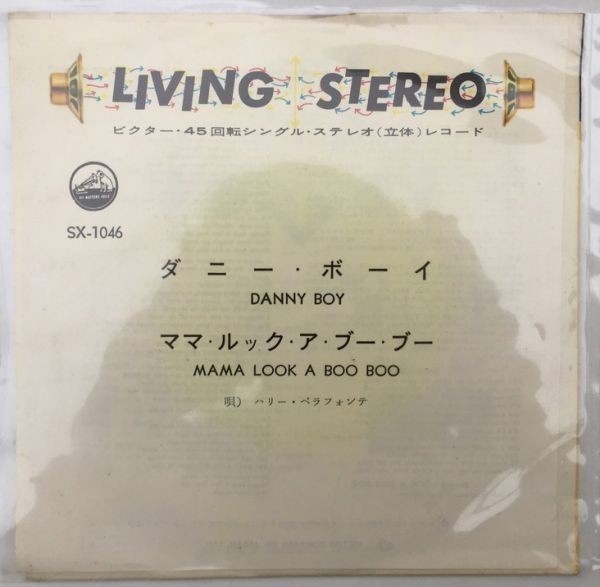 LIVING STEREO
ビクター・45回転シングル・ステレオ(立体)レコード
HIS MASTERS VOICE
SX-1046
ダニー・ボーイ
DANNY BOY
ママ・ルック・ア・ブー・ブー
MAMA LOOK A BOO BOO
唄) ハリー・ベラフォンテ